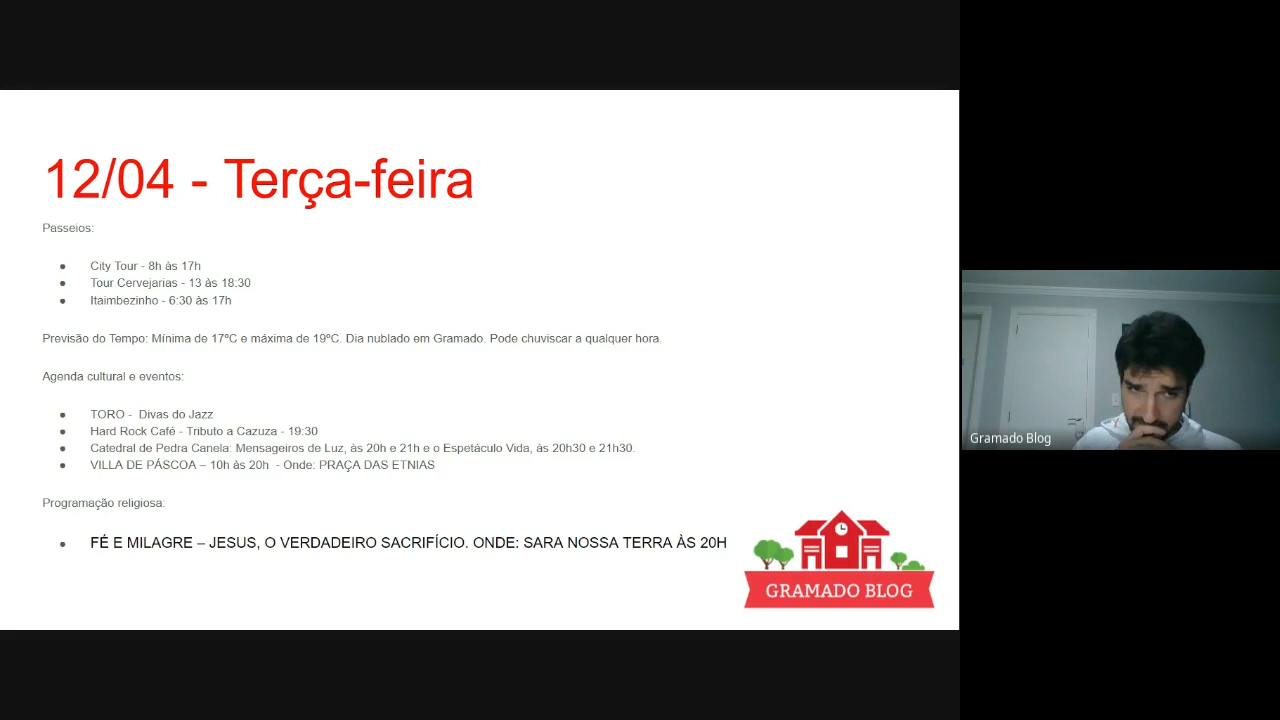 12/04 - Terça-feira
Passeios:
● City Tour - 8h às 17h
● Tour Cervejarias - 13 às 18:30
● Itaimbezinho - 6:30 às 17h
Previsão do Tempo: Mínima de 17ºC e máxima de 19ºC. Dia nublado em Gramado. Pode chuviscar a qualquer hora.
Agenda cultural e eventos:
● TORO - Divas do Jazz
● Hard Rock Café - Tributo a Cazuza - 19:30
● Catedral de Pedra Canela: Mensageiros de Luz, às 20h e 21h e o Espetáculo Vida, às 20h30 e 21h30.
● VILLA DE PÁSCOA – 10h às 20h - Onde: PRAÇA DAS ETNIAS
Programação religiosa:
● FÉ E MILAGRE – JESUS, O VERDADEIRO SACRIFÍCIO. ONDE: SARA NOSSA TERRA ÀS 20H
GRAMADO BLOG
Gramado Blog